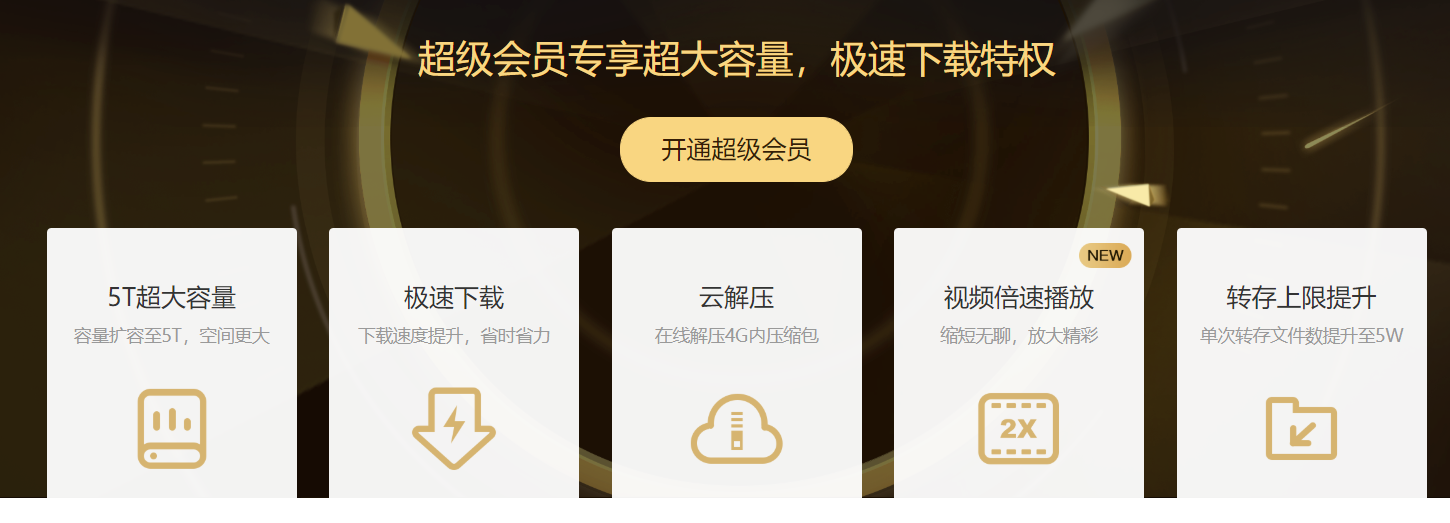 超级会员专享超大容量，极速下载特权
开通超级会员
5T超大容量
容量扩容至5T，空间更大
极速下载
下载速度提升，省时省力
云解压
在线解压4G内压缩包
NEW
视频倍速播放
缩短无聊，放大精彩
2X
转存上限提升
单次转存文件数提升至5W